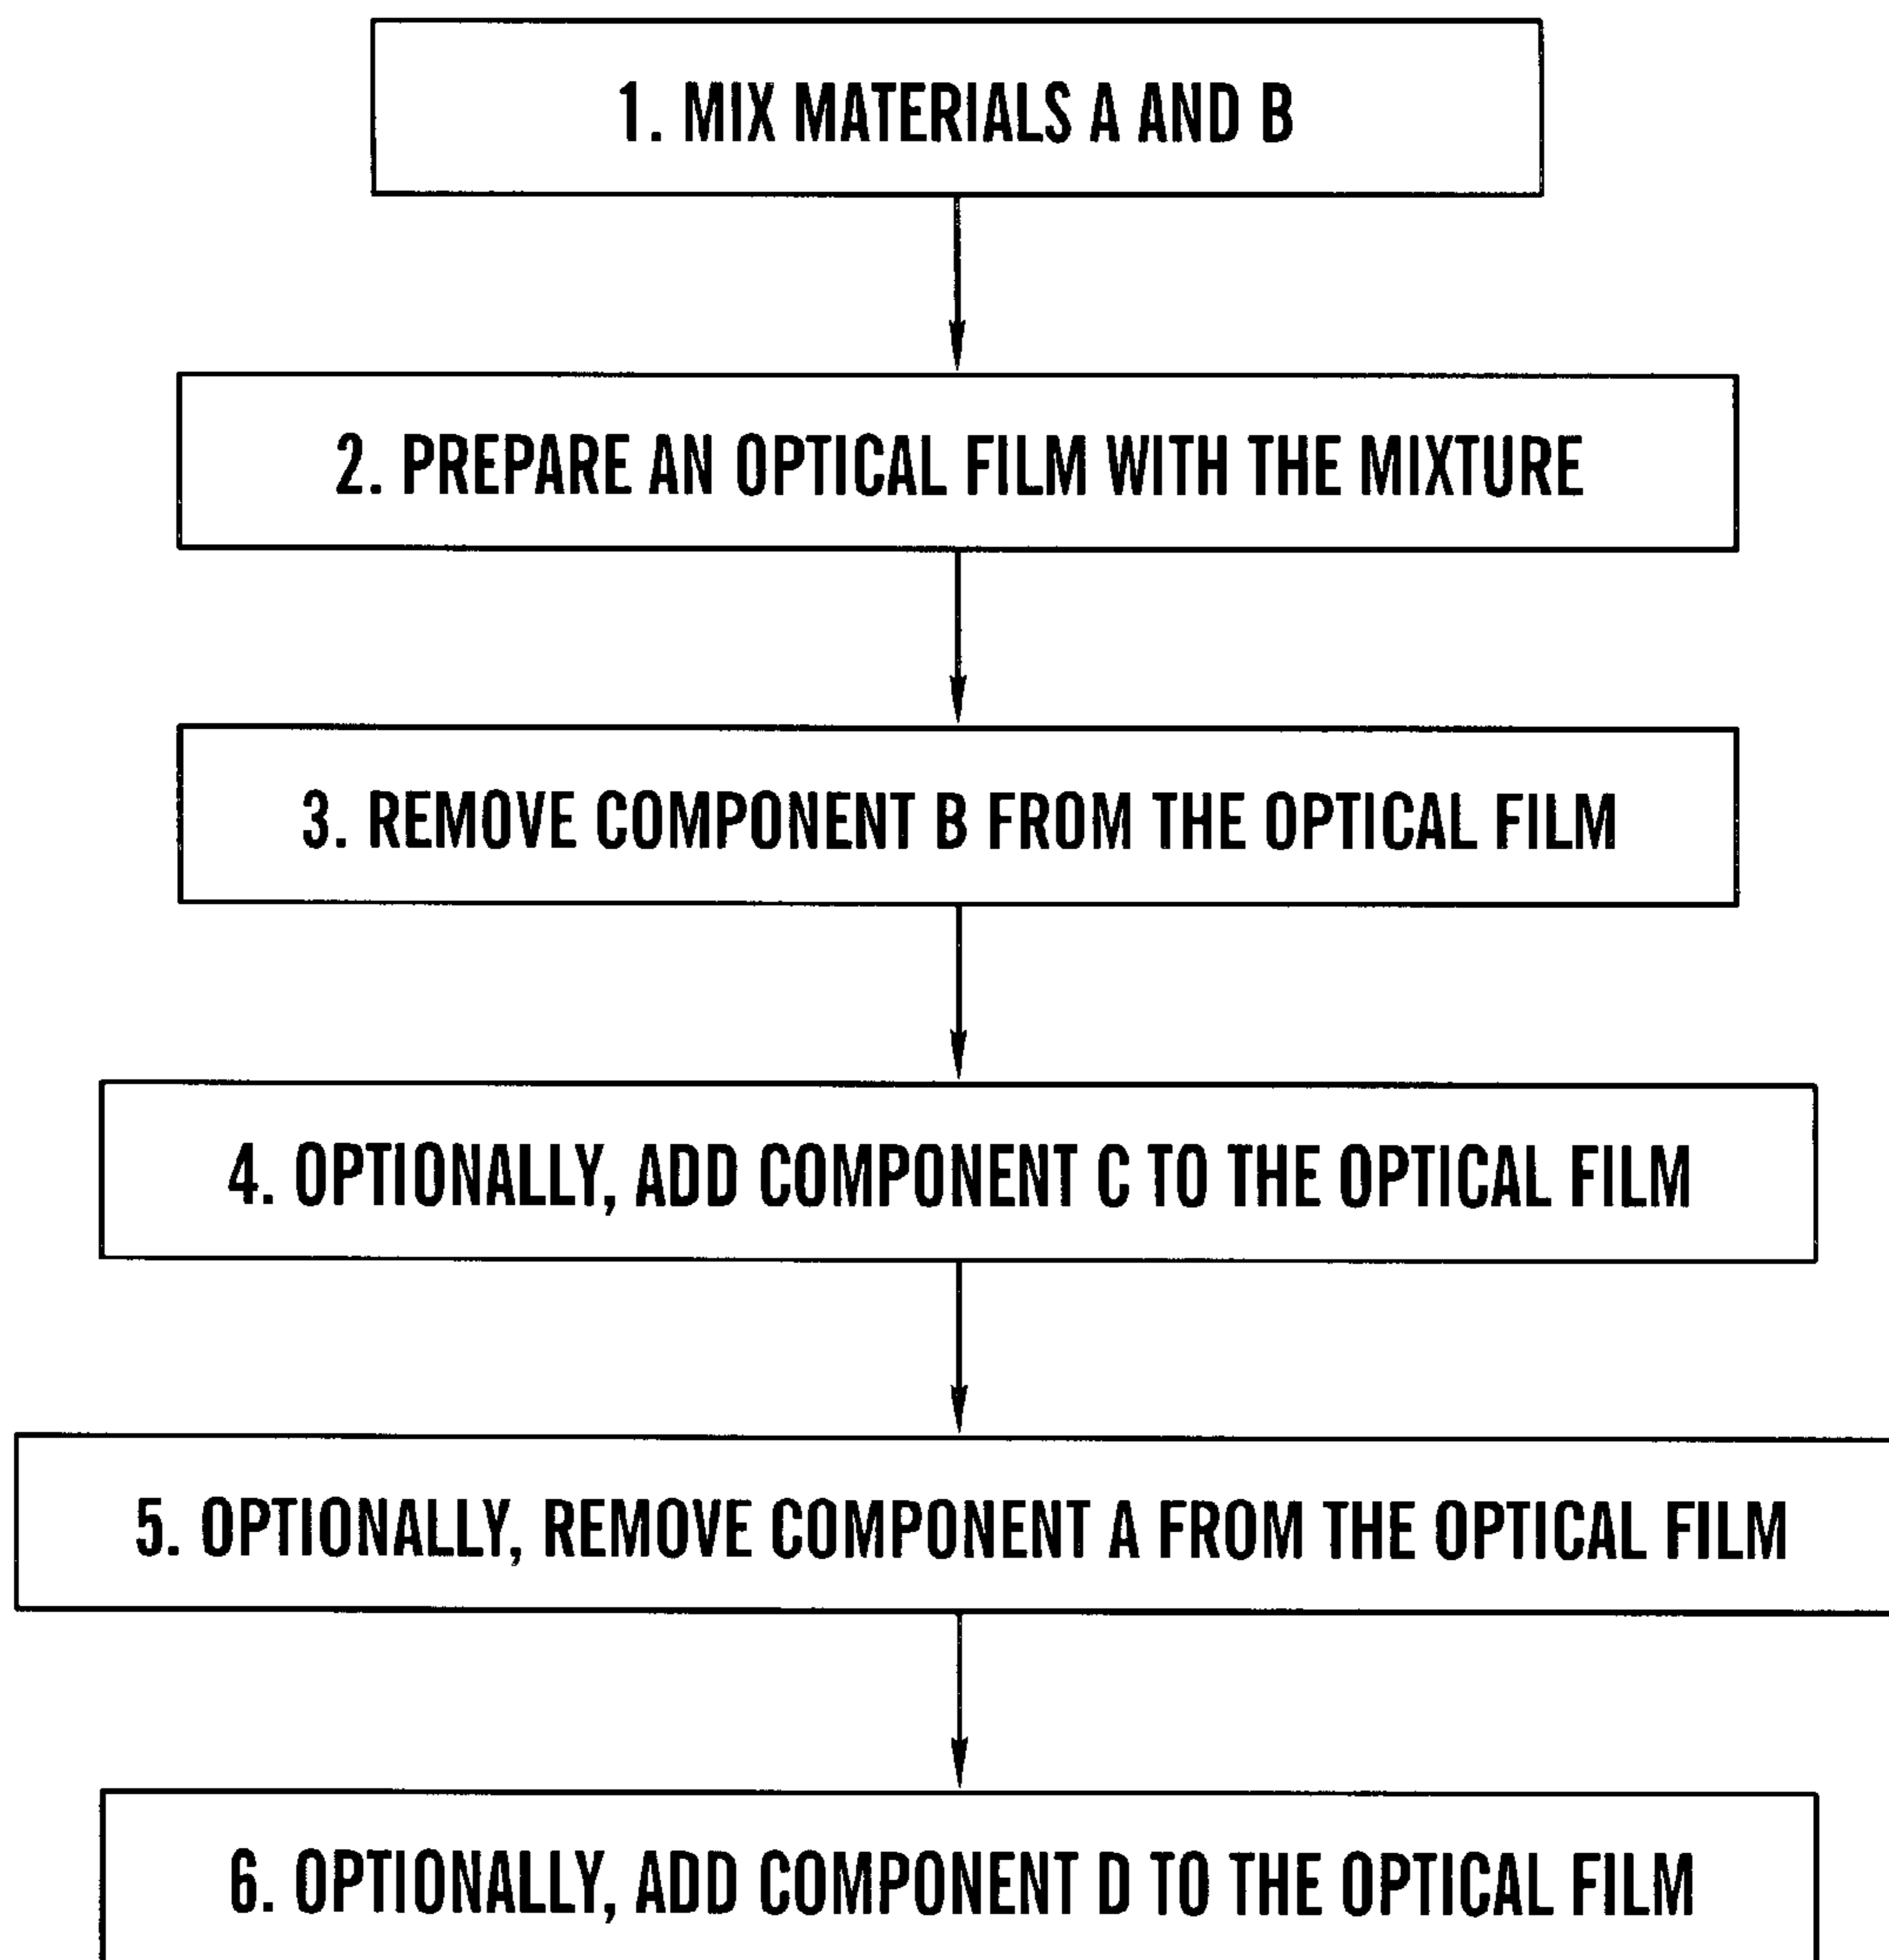 1. MIX MATERIALS A AND B
2. PREPARE AN OPTICAL FILM WITH THE MIXTURE
3. REMOVE COMPONENT B FROM THE OPTICAL FILM
4. OPTIONALLY, ADD COMPONENT C TO THE OPTICAL FILM
5. OPTIONALLY, REMOVE COMPONENT A FROM THE OPTICAL FILM
6. OPTIONALLY, ADD COMPONENT D TO THE OPTICAL FILM